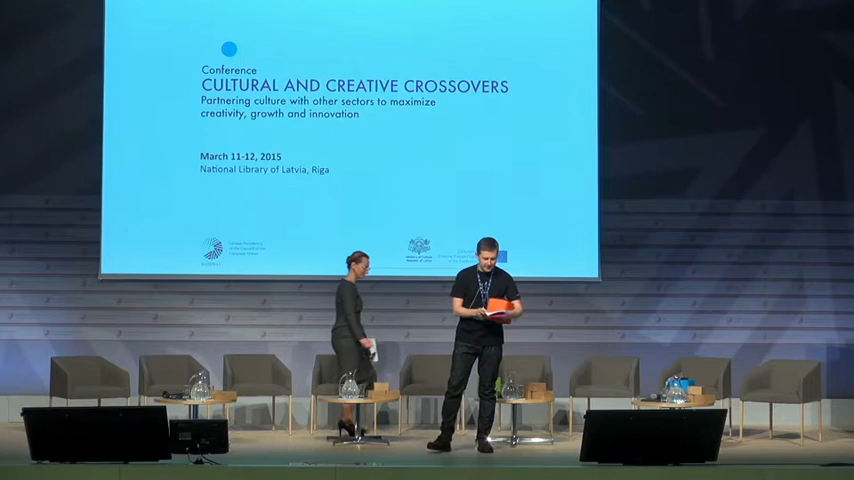 Conference
CULTURAL AND CREATIVE CROSSOVERS
Partnering culture with other sectors to maximize
creativity, growth and innovation
March 11-12, 2015
National Library of Latvia, Riga